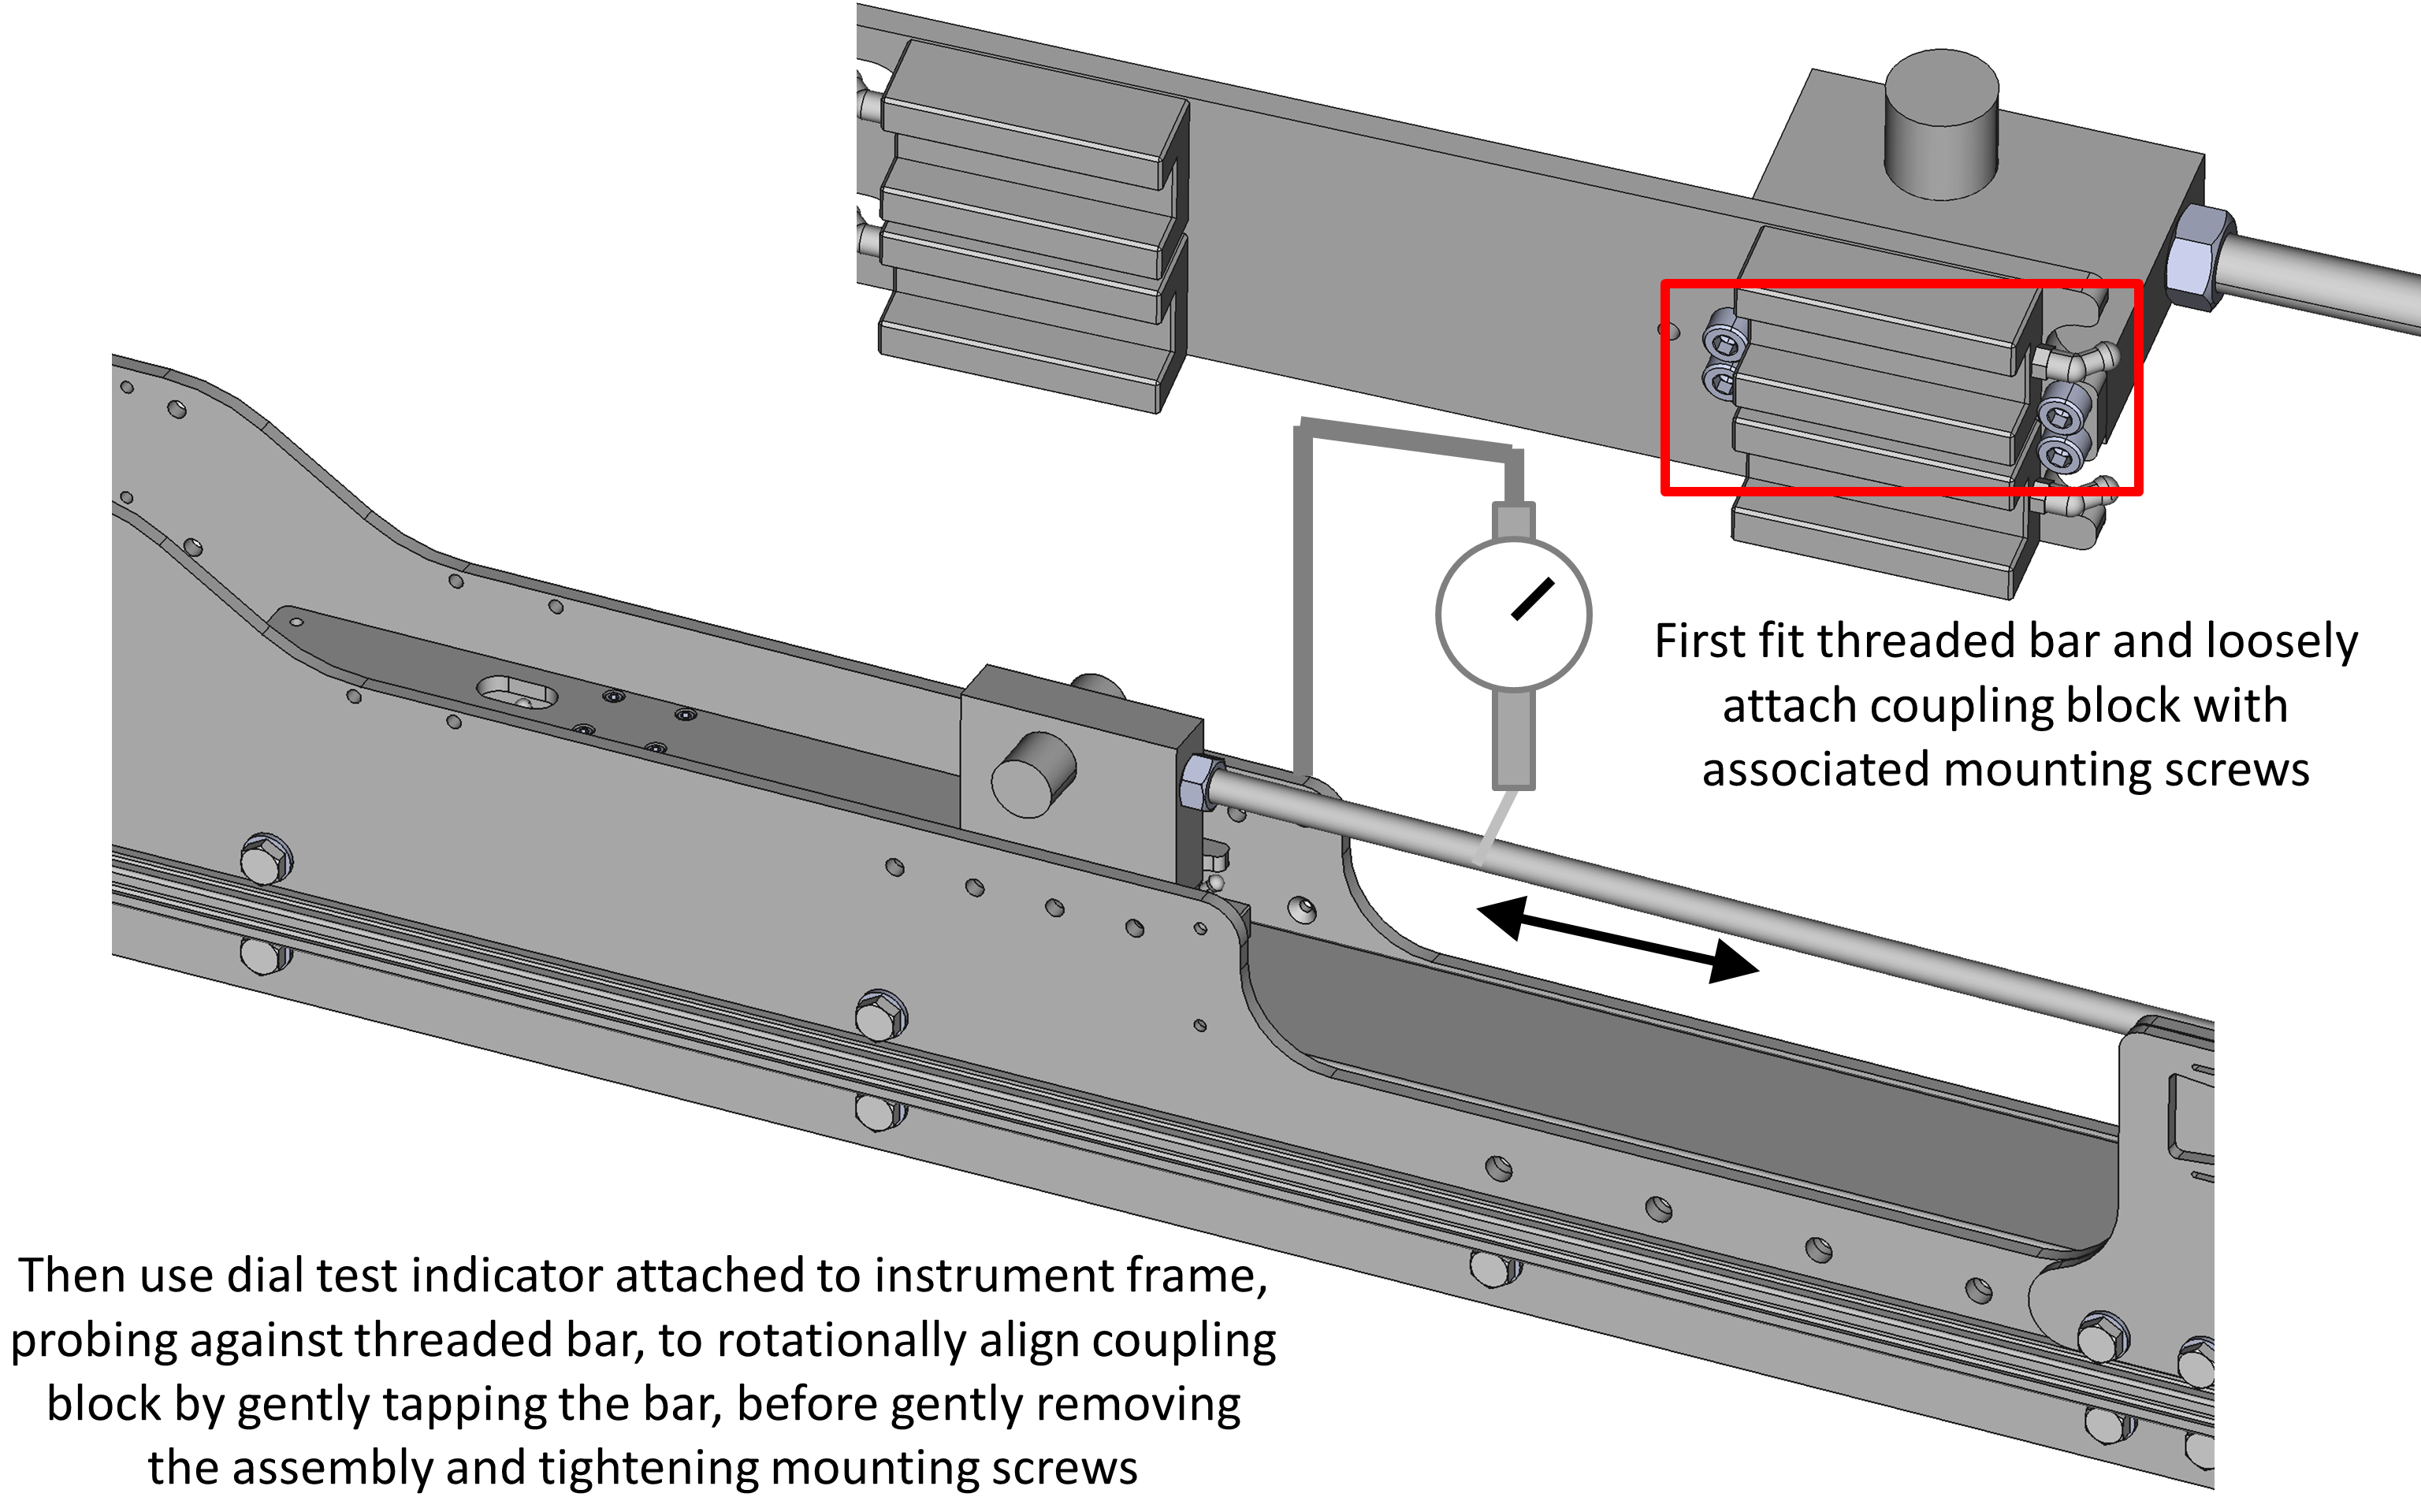 First fit threaded bar and loosely
attach coupling block with
associated mounting screws
Then use dial test indicator attached to instrument frame,
probing against threaded bar, to rotationally align coupling
block by gently tapping the bar, before gently removing
the assembly and tightening mounting screws